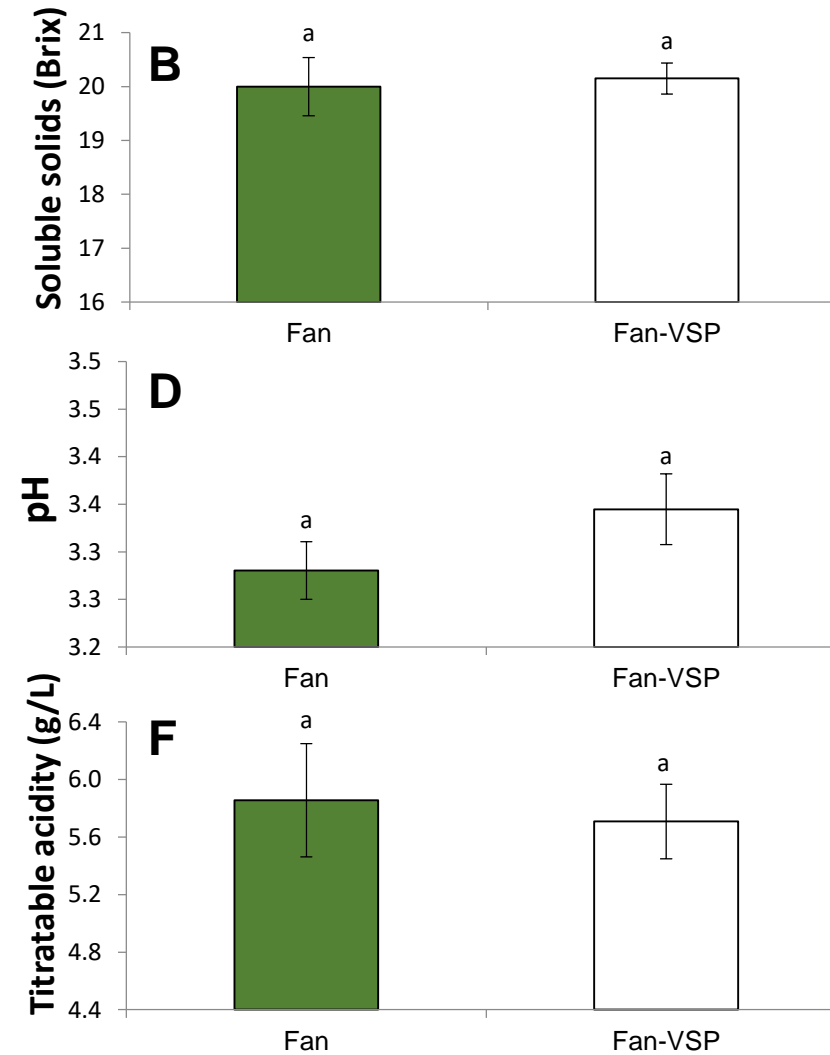 Soluble solids (Brix)
B
21
20
19
18
17
16
a
a
Fan
Fan-VSP
pH
D
3.5
3.5
3.4
3.4
3.3
3.3
3.2
a
a
Fan
Fan-VSP
Titratable acidity (g/L)
F
6.4
6.0
5.6
5.2
4.8
4.4
a
a
Fan
Fan-VSP